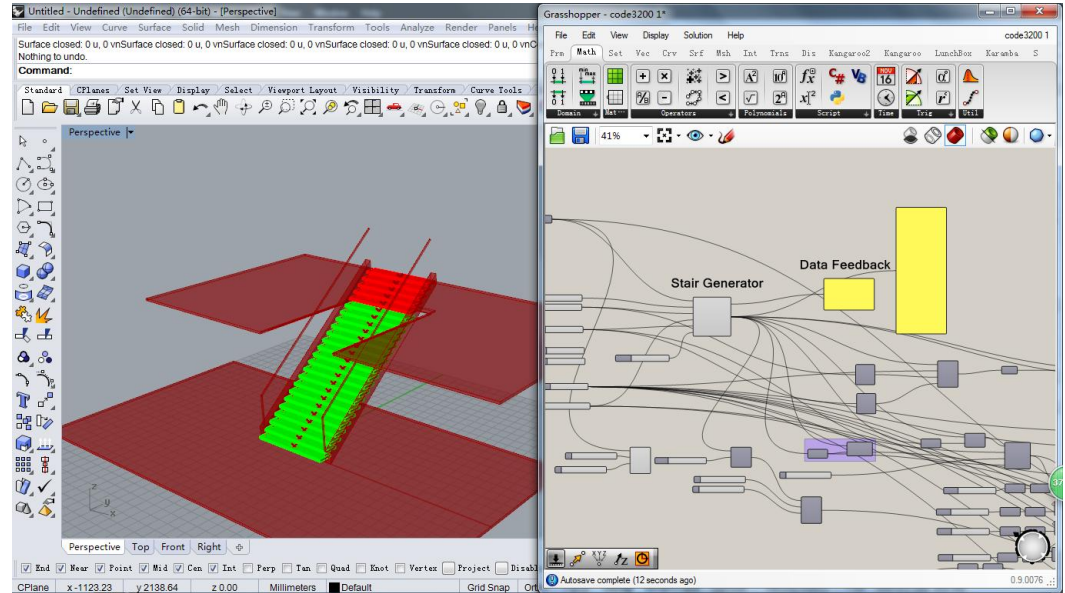 Untitled - Undefined (Undefined) (64-bit) - [Perspective]
File Edit View Curve Surface Solid Mesh Dimension Transform Tools Analyze Render Panels
Surface closed: 0 u, 0 vnSurface closed: 0 u, 0 vnSurface closed: 0 u, 0 vnSurface closed: 0 u, 0 vnSurface closed: 0 u, 0 vnC
Nothing to undo.
Command:
Standard CPlanes Set View Display Select Viewport Layout Visibility Transform Curve Tools
Perspective
z
y
x
Perspective Top Front Right
End Near Point Mid Cen Int Perp Tan Quad Knot Vertex Project Disabl
CPlane x -1123.23 y 2138.64 z 0.00 Millimeters Default Grid Snap Ort
Grasshopper - code3200 1*
File Edit View Display Solution Help code3200 1
Prm Math Set Vec Crv Srf Msh Int Trns Dis Kangaroo2 Kangaroo LunchBox Karamba S
Domain Mat... Operators Polynomials Script Time Trig Util
41%
Data Feedback
Stair Generator
37
XYZ
Autosave complete (12 seconds ago) 0.9.0076